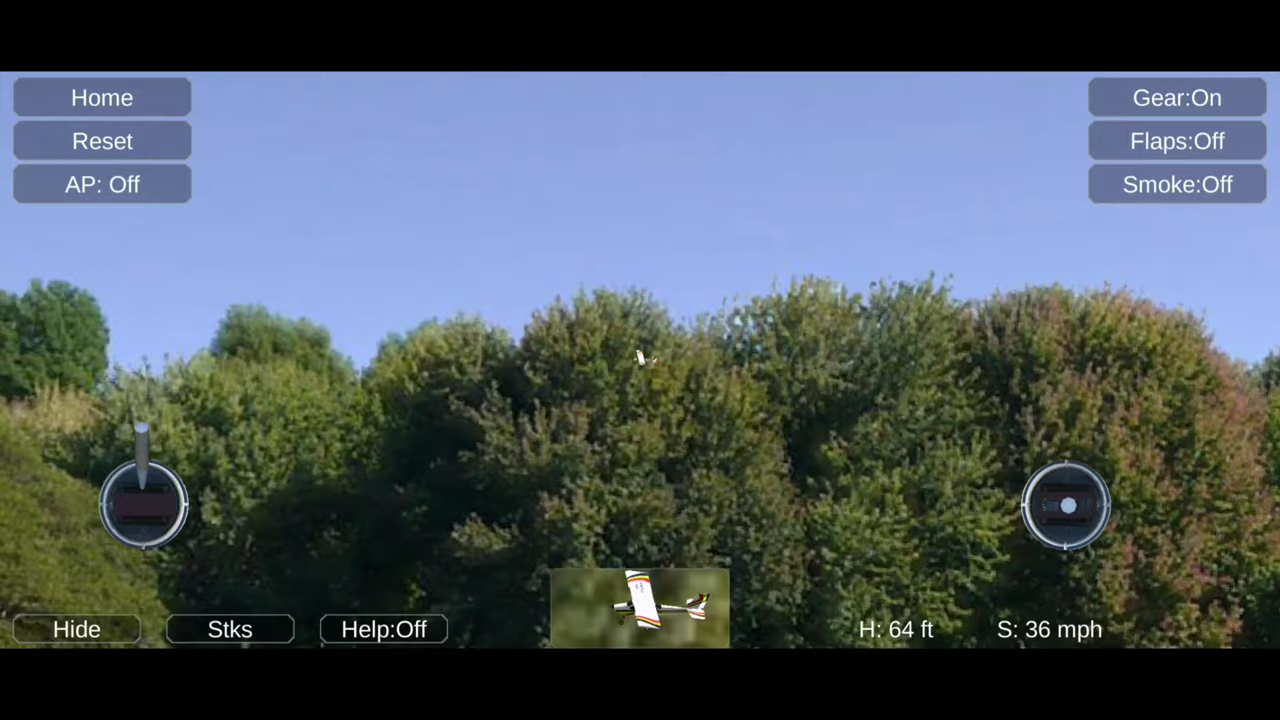 Home
Gear:On
Reset
Flaps:Off
AP: Off
Smoke:Off
Hide
Stks
Help:Off
H: 64 ft
S: 36 mph